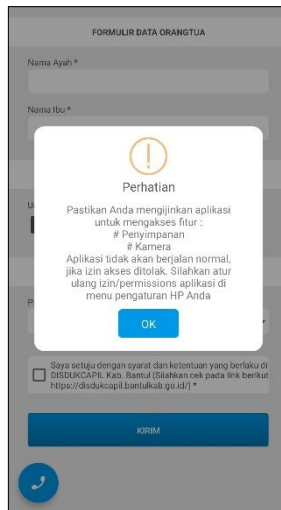 FORMULIR DATA ORANGTUA
Nama Ayah *
Nama Ibu *
Perhatian
Pastikan Anda mengijinkan aplikasi
untuk mengakses fitur :
# Penyimpanan
# Kamera
Aplikasi tidak akan berjalan normal,
jika izin akses ditolak. Silahkan atur
ulang izin/permissions aplikasi di
menu pengaturan HP Anda
OK
Saya setuju dengan syarat dan ketentuan yang berlaku di
DISDUKCAPIL Kab. Bantul (Silahkan cek pada link berikut
https://disdukcapil.bantulkab.go.id/) *
KIRIM